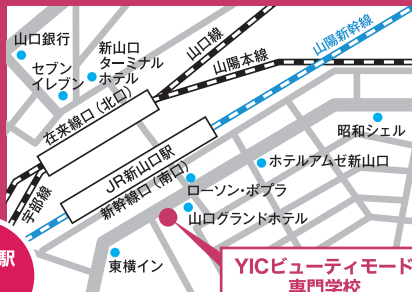 山口銀行
セブン
イレブン
新山口
ターミナル
ホテル
山口線
山陽本線
山陽新幹線
在来線口(北口)
JR新山口駅
新幹線口(南口)
宇部線
昭和シェル
ホテルアムゼ新山口
ローソン・ポプラ
山口グランドホテル
東横イン
駅
YICビューティモード
専門学校